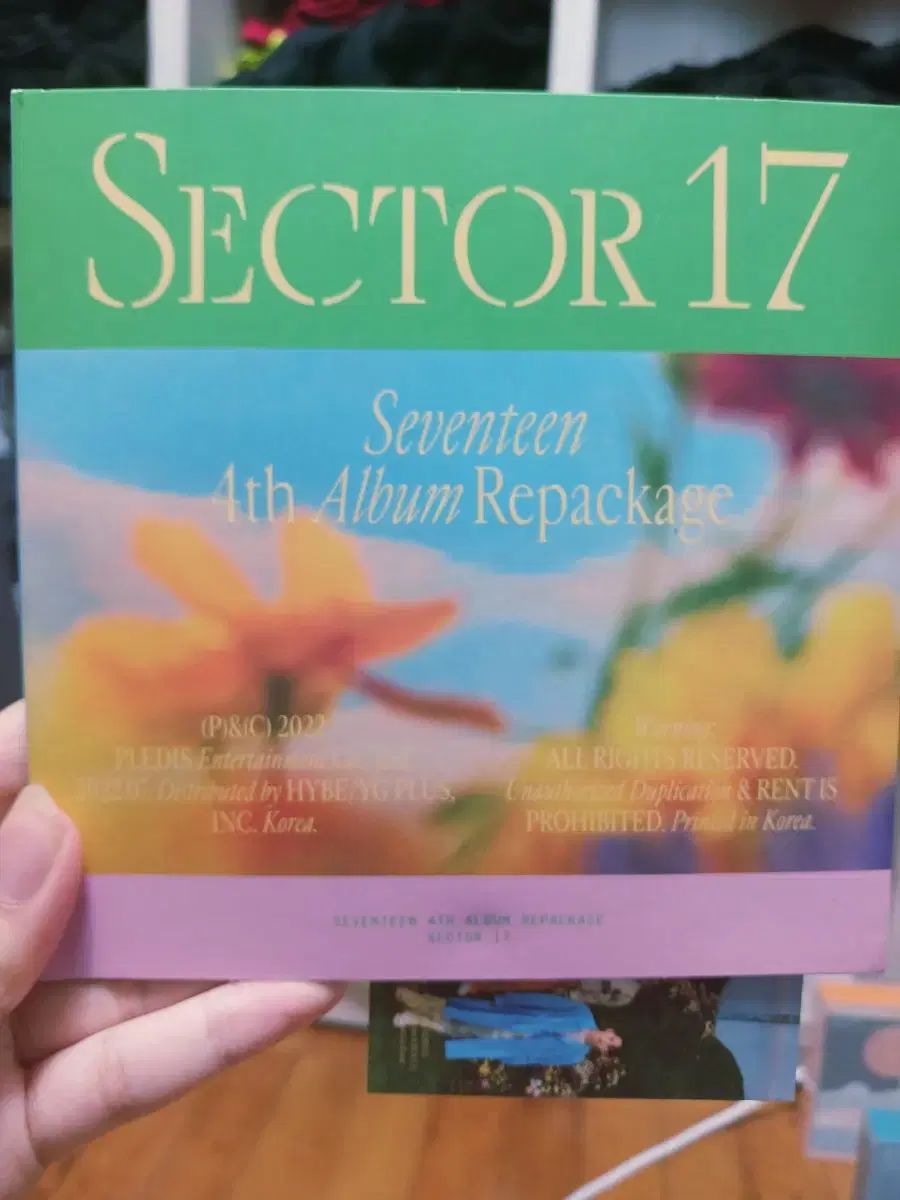 SECTOR 17
Seventeen
4th Album Repackage
(P)&(C) 2022
PLEDIS Entertainment
Distributed by HYBE/YG PLUS,
INC. Korea.
Warning:
ALL RIGHTS RESERVED.
Unauthorized Duplication & RENT IS
PROHIBITED. Printed in Korea.
SEVENTEEN 4TH ALBUM REPACKAGE
SECTOR 17